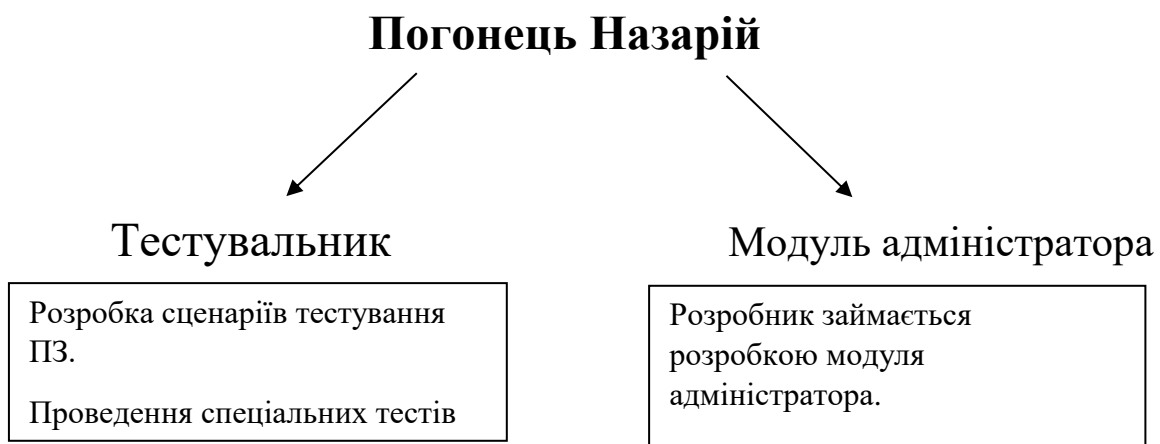 Погонець Назарій
Тестувальник
Модуль адміністратора
Розробка сценаріїв тестування
ПЗ.
Проведення спеціальних тестів
Розробник займається
розробкою модуля
адміністратора.